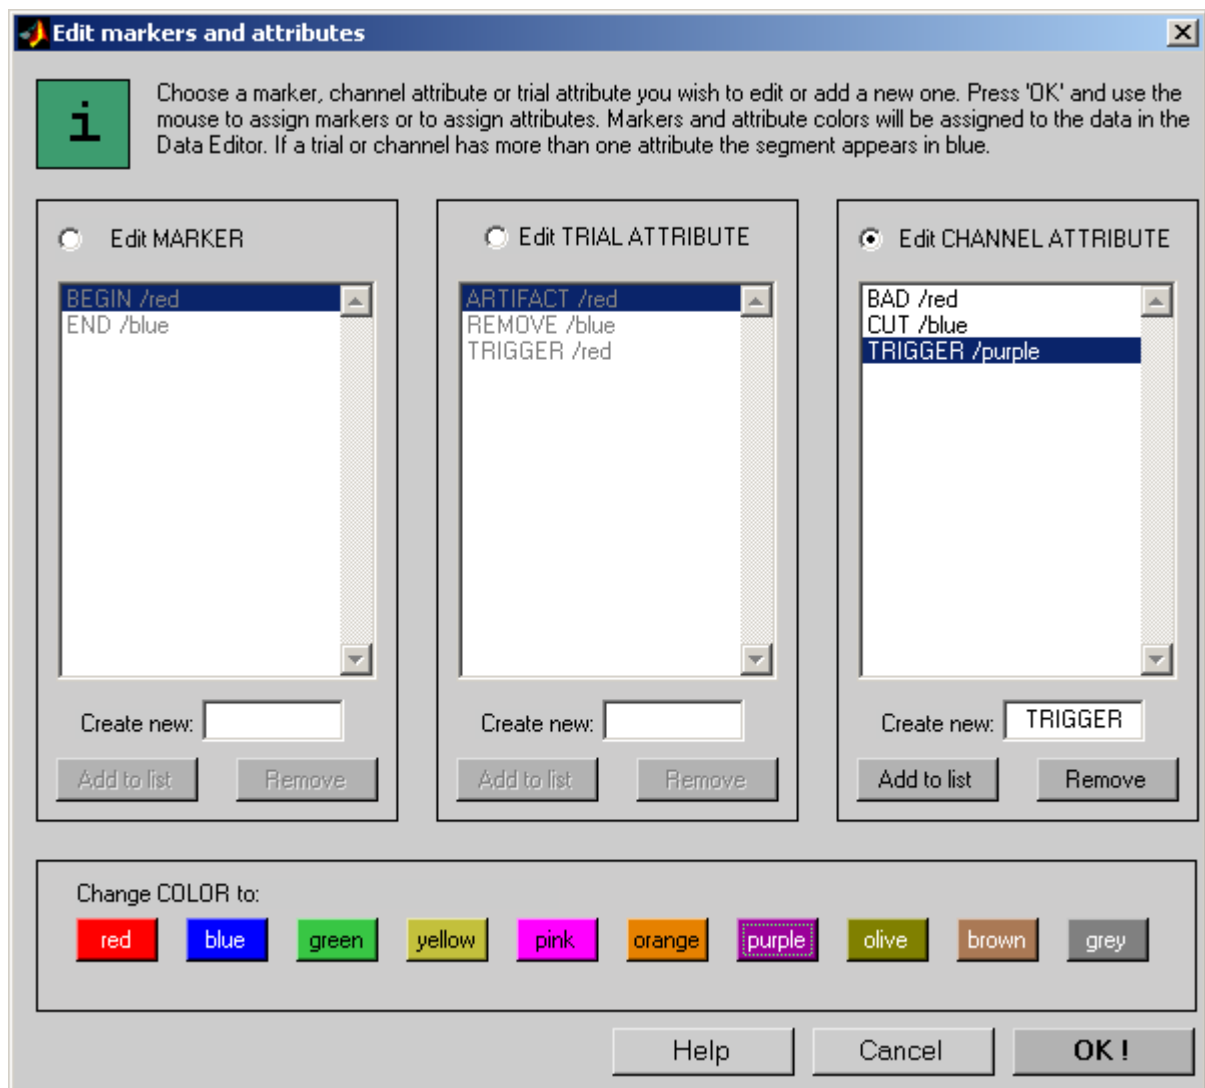 Edit markers and attributes
i
Choose a marker, channel attribute or trial attribute you wish to edit or add a new one. Press 'OK' and use the
mouse to assign markers or to assign attributes. Markers and attribute colors will be assigned to the data in the
Data Editor. If a trial or channel has more than one attribute the segment appears in blue.
Edit MARKER
BEGIN /red
END /blue
Create new:
Add to list Remove
Edit TRIAL ATTRIBUTE
ARTIFACT /red
REMOVE /blue
TRIGGER /red
Create new:
Add to list Remove
Edit CHANNEL ATTRIBUTE
BAD /red
CUT /blue
TRIGGER /purple
Create new: TRIGGER
Add to list Remove
Change COLOR to:
red blue green yellow pink orange purple olive brown grey
Help Cancel OK !